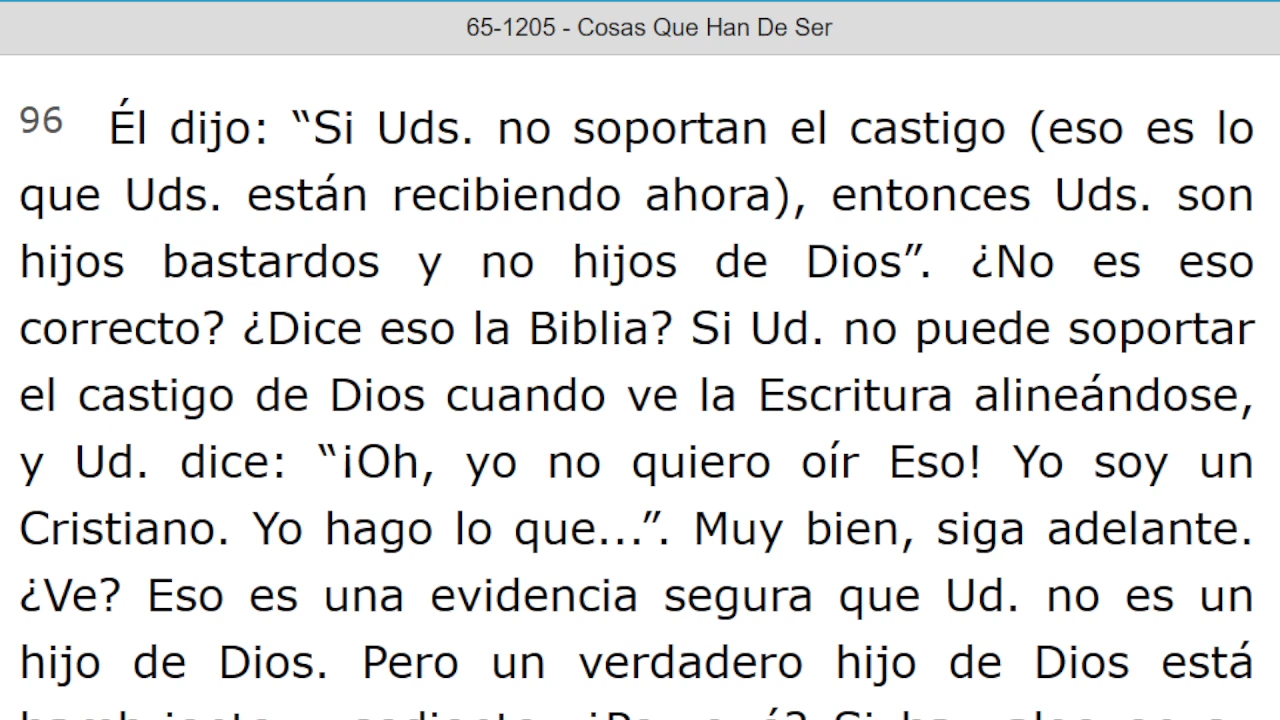 65-1205 - Cosas Que Han De Ser
96 Él dijo: “Si Uds. no soportan el castigo (eso es lo
que Uds. están recibiendo ahora), entonces Uds. son
hijos bastardos y no hijos de Dios”. ¿No es eso
correcto? ¿Dice eso la Biblia? Si Ud. no puede soportar
el castigo de Dios cuando ve la Escritura alineándose,
y Ud. dice: “¡Oh, yo no quiero oír Eso! Yo soy un
Cristiano. Yo hago lo que...”. Muy bien, siga adelante.
¿Ve? Eso es una evidencia segura que Ud. no es un
hijo de Dios. Pero un verdadero hijo de Dios está